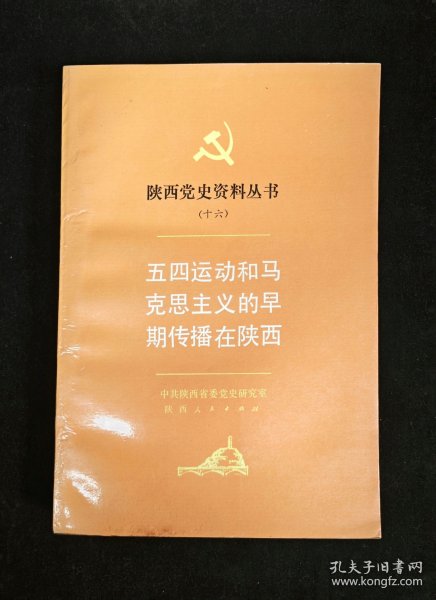 陕西党史资料丛书
(十六)
五四运动和马
克思主义的早
期传播在陕西
中共陕西省委党史研究室
陕西人民出版社
孔夫子旧书网
www.kongfz.com